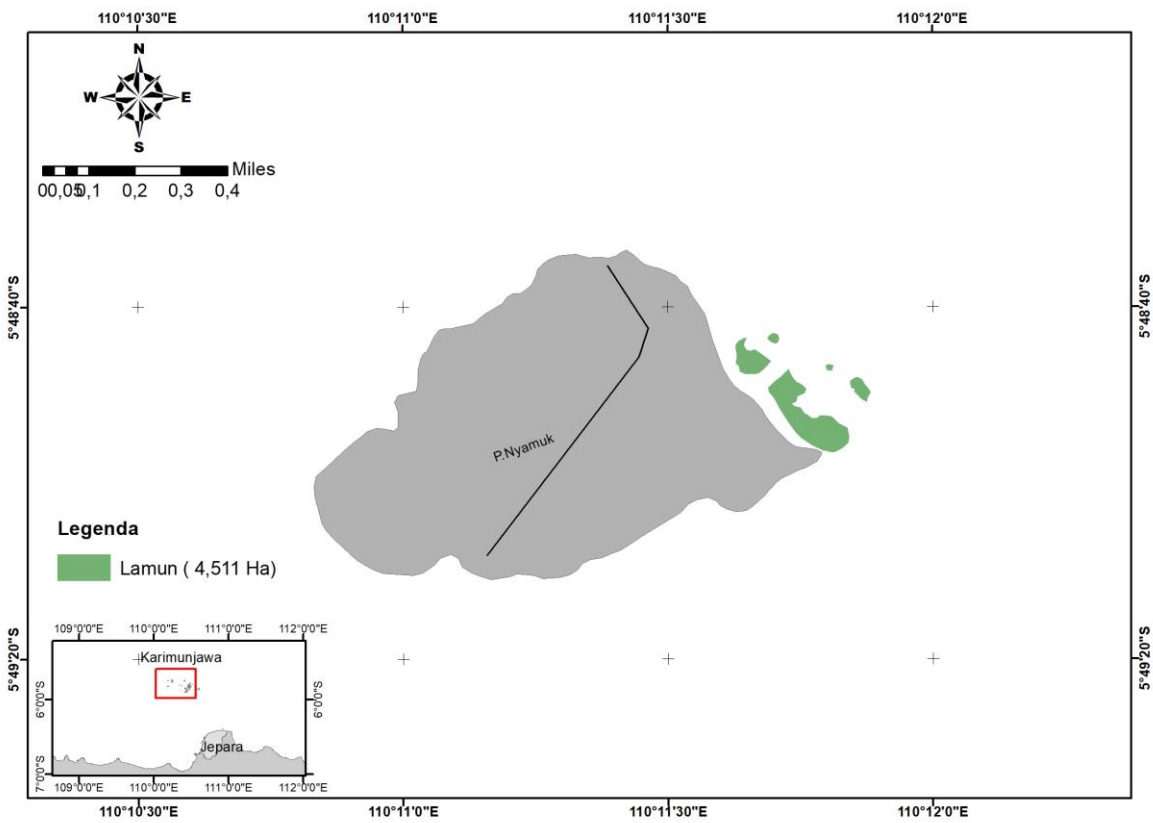 110°10'30"E 110°11'0"E 110°11'30"E 110°12'0"E
N
W E
S
Miles
00,050,1 0,2 0,3 0,4
5°48'40"S 5°48'40"S
P.Nyamuk
Legenda
Lamun ( 4,511 Ha)
5°49'20"S 5°49'20"S
109°0'0"E 110°0'0"E 111°0'0"E 112°0'0"E
Karimunjawa
6°0'0"S 6°0'0"S
Jepara
7°0'0"S 7°0'0"S
109°0'0"E 110°0'0"E 111°0'0"E 112°0'0"E
110°10'30"E 110°11'0"E 110°11'30"E 110°12'0"E